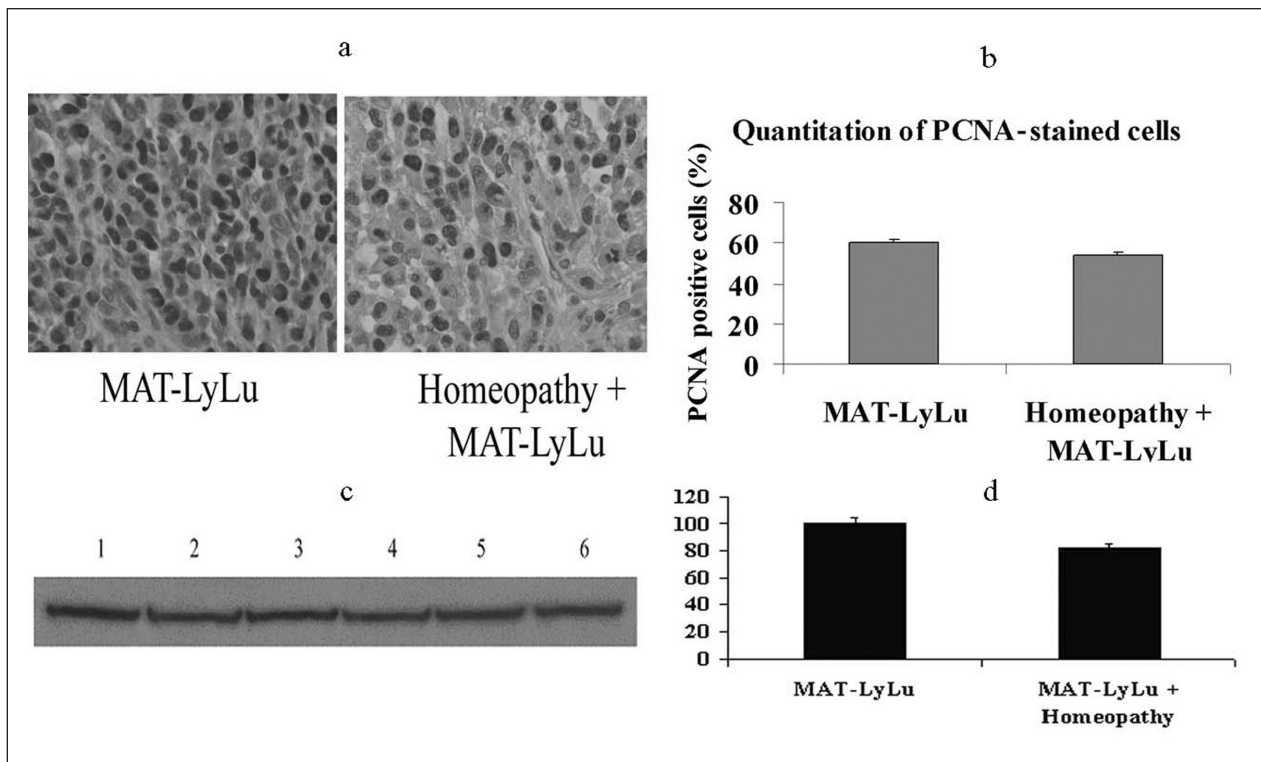 a
MAT-LyLu
Homeopathy +
MAT-LyLu
b
Quantitation of PCNA-stained cells
PCNA positive cells (%)
80
60
40
20
0
MAT-LyLu
Homeopathy +
MAT-LyLu
c
1 2 3 4 5 6
d
120
100
80
60
40
20
0
MAT-LyLu
MAT-LyLu +
Homeopathy